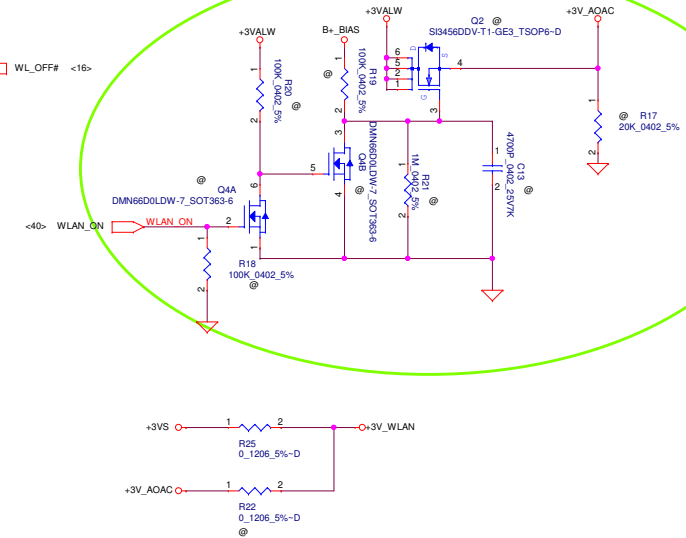 +3VALW
Q2 @
+3V_AOAC
SI3456DDV-T1-GE3_TSOP6~D
+3VALW
B+_BIAS
WL_OFF# <16>
1
R20
100K_0402_5%
2
@
1
R19
100K_0402_5%
2
@
6
5
2
1
D
S
G
4
3
1
2
@ R17
20K_0402_5%
3
Q4B
DMN66D0LDW-7_SOT363-6
5
4
@
1
R21
1M_0402_5%
2
@
1
C13
4700P_0402_25V7K
2
@
@
Q4A
DMN66D0LDW-7_SOT363-6
6
<40> WLAN_ON
WLAN_ON
2
1
1
R18
100K_0402_5%
@
2
+3VS
1
2
+3V_WLAN
R25
0_1206_5%~D
+3V_AOAC
1
2
R22
0_1206_5%~D
@